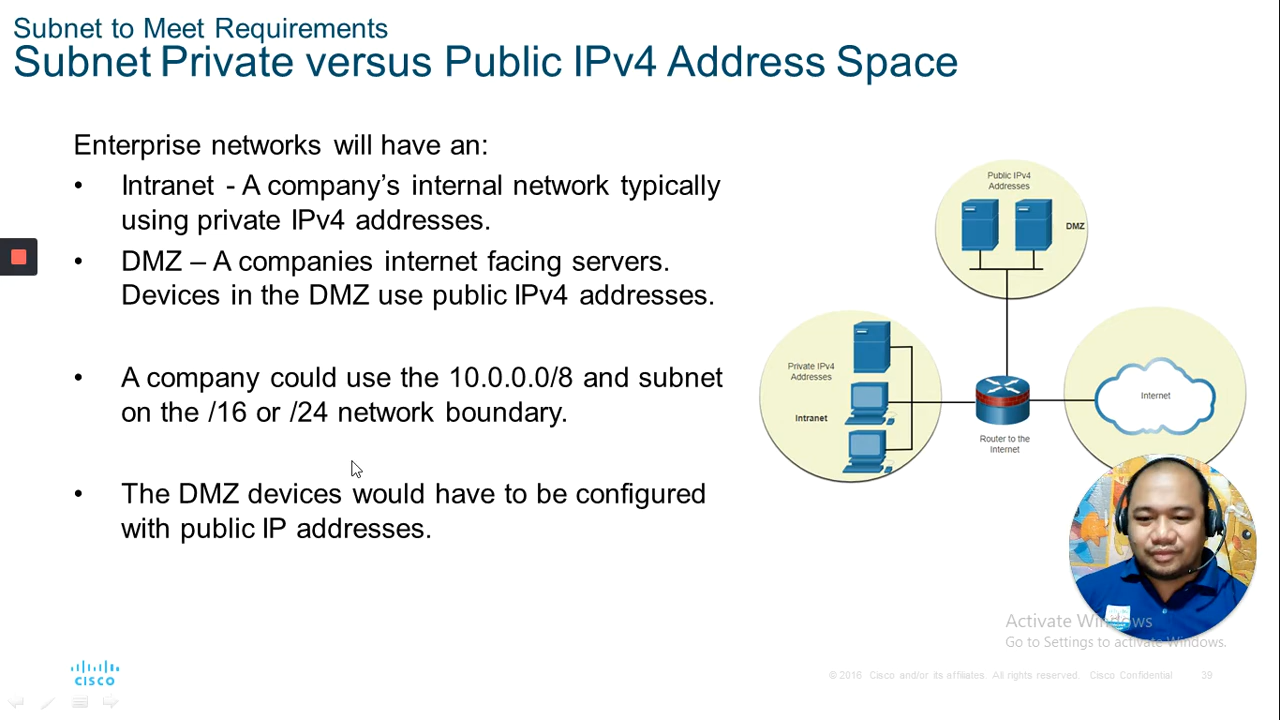 Subnet to Meet Requirements
Subnet Private versus Public IPv4 Address Space
Enterprise networks will have an:
• Intranet - A company's internal network typically
using private IPv4 addresses.
• DMZ – A companies internet facing servers.
Devices in the DMZ use public IPv4 addresses.
• A company could use the 10.0.0.0/8 and subnet
on the /16 or /24 network boundary.
• The DMZ devices would have to be configured
with public IP addresses.
Public IPv4
Addresses
DMZ
Private IPv4
Addresses
Intranet
Router to the
Internet
Internet
Activate Windows
Go to Settings to activate Windows.
CISCO
© 2016 Cisco and/or its affiliates. All rights reserved. Cisco Confidential 39